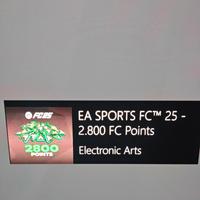 FC25
2800
POINTS
EA SPORTS FC™ 25 -
2.800 FC Points
Electronic Arts